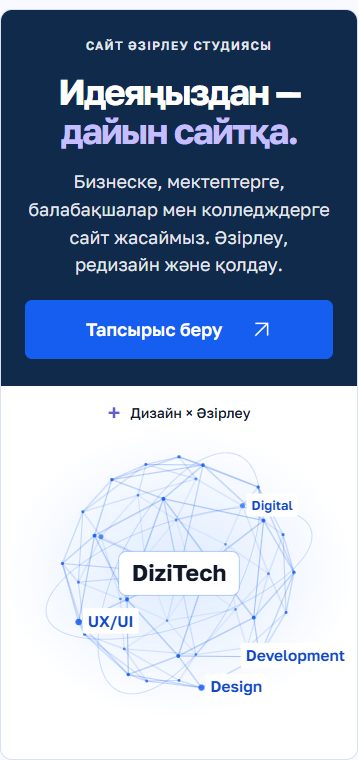 САЙТ ӘЗІРЛЕУ СТУДИЯСЫ
Идеяңыздан —
дайын сайтқа.
Бизнеске, мектептерге,
балабақшалар мен колледждерге
сайт жасаймыз. Әзірлеу,
редизайн және қолдау.
Тапсырыс беру
Дизайн × Әзірлеу
Digital
DiziTech
UX/UI
Development
Design